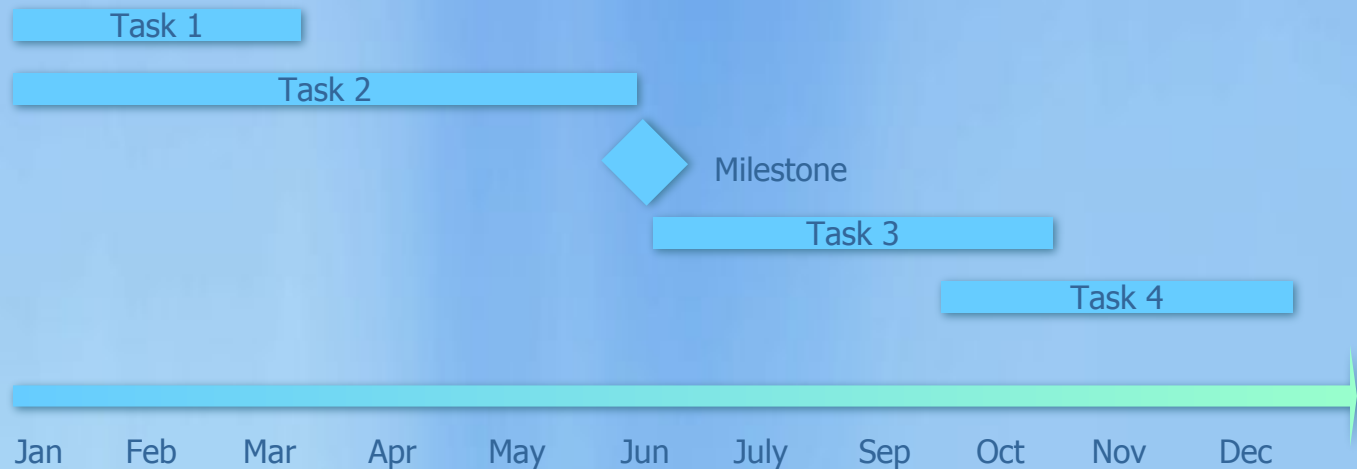 Task 1
Task 2
Milestone
Task 3
Task 4
Jan Feb Mar Apr May Jun July Sep Oct Nov Dec